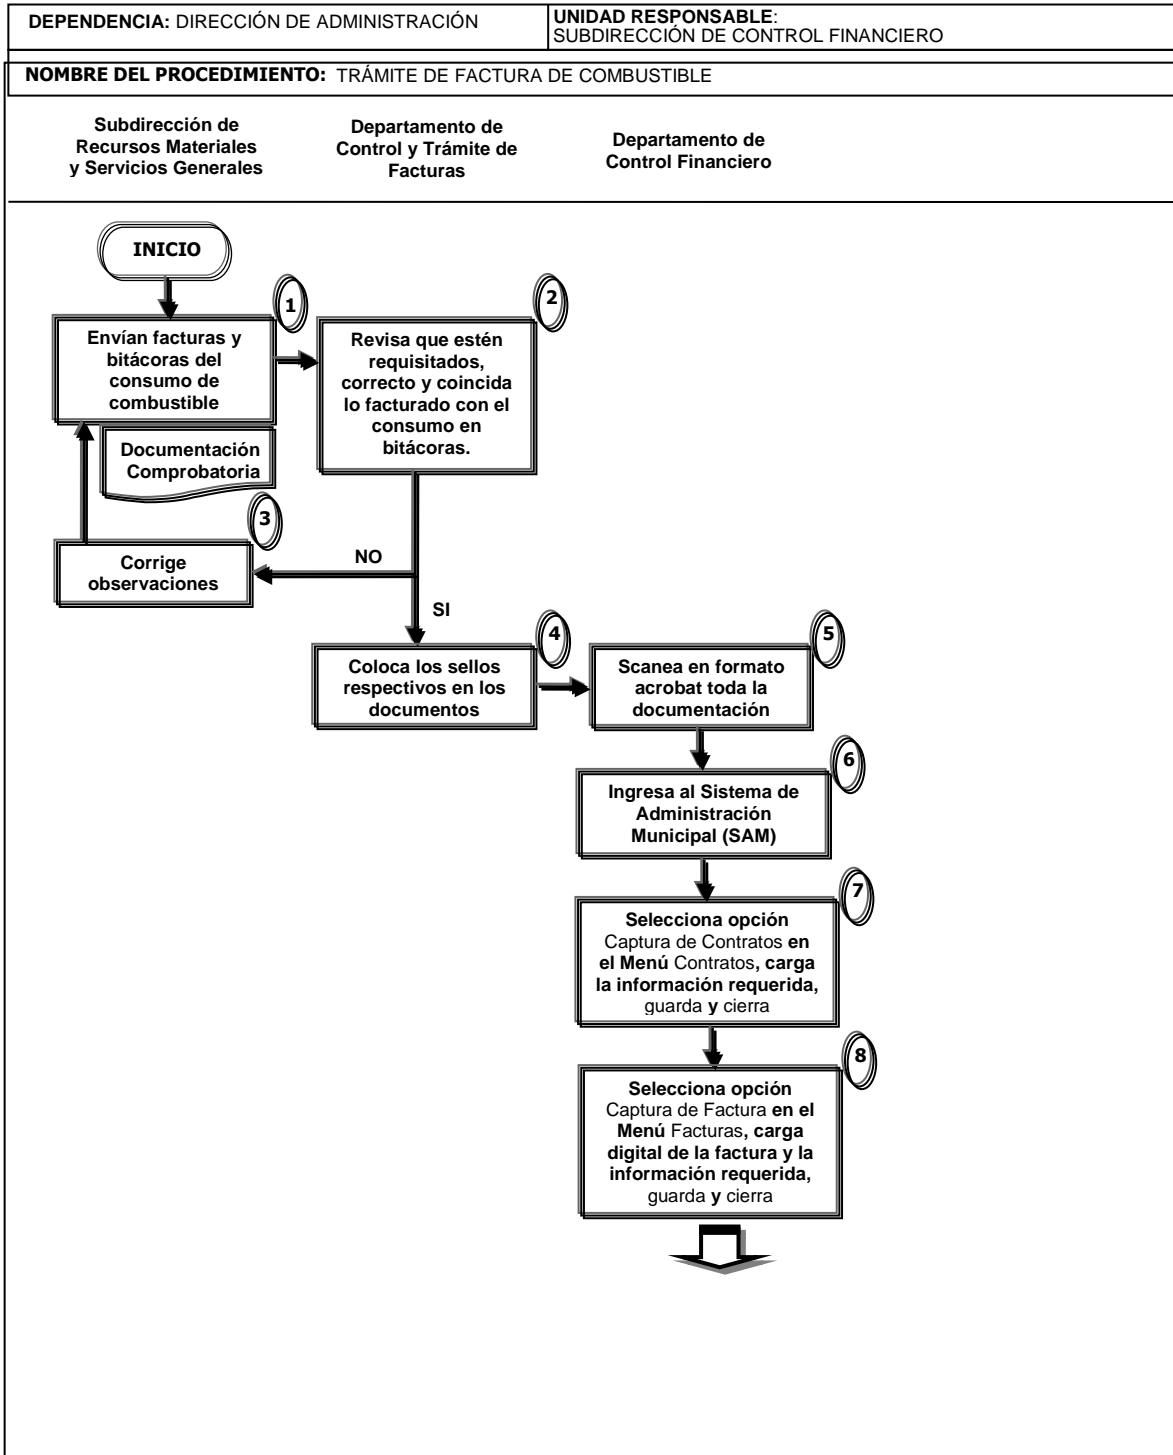 DEPENDENCIA: DIRECCIÓN DE ADMINISTRACIÓN
UNIDAD RESPONSABLE:
SUBDIRECCIÓN DE CONTROL FINANCIERO
NOMBRE DEL PROCEDIMIENTO: TRÁMITE DE FACTURA DE COMBUSTIBLE
Subdirección de
Recursos Materiales
y Servicios Generales
Departamento de
Control y Trámite de
Facturas
Departamento de
Control Financiero
INICIO
1
Envían facturas y
bitácoras del
consumo de
combustible
Documentación
Comprobatoria
2
Revisa que estén
requisitados,
correcto y coincida
lo facturado con el
consumo en
bitácoras.
3
Corrige
observaciones
NO
SI
4
Coloca los sellos
respectivos en los
documentos
5
Scanea en formato
acrobat toda la
documentación
6
Ingresa al Sistema de
Administración
Municipal (SAM)
7
Selecciona opción
Captura de Contratos en
el Menú Contratos, carga
la información requerida,
guarda y cierra
8
Selecciona opción
Captura de Factura en el
Menú Facturas, carga
digital de la factura y la
información requerida,
guarda y cierra